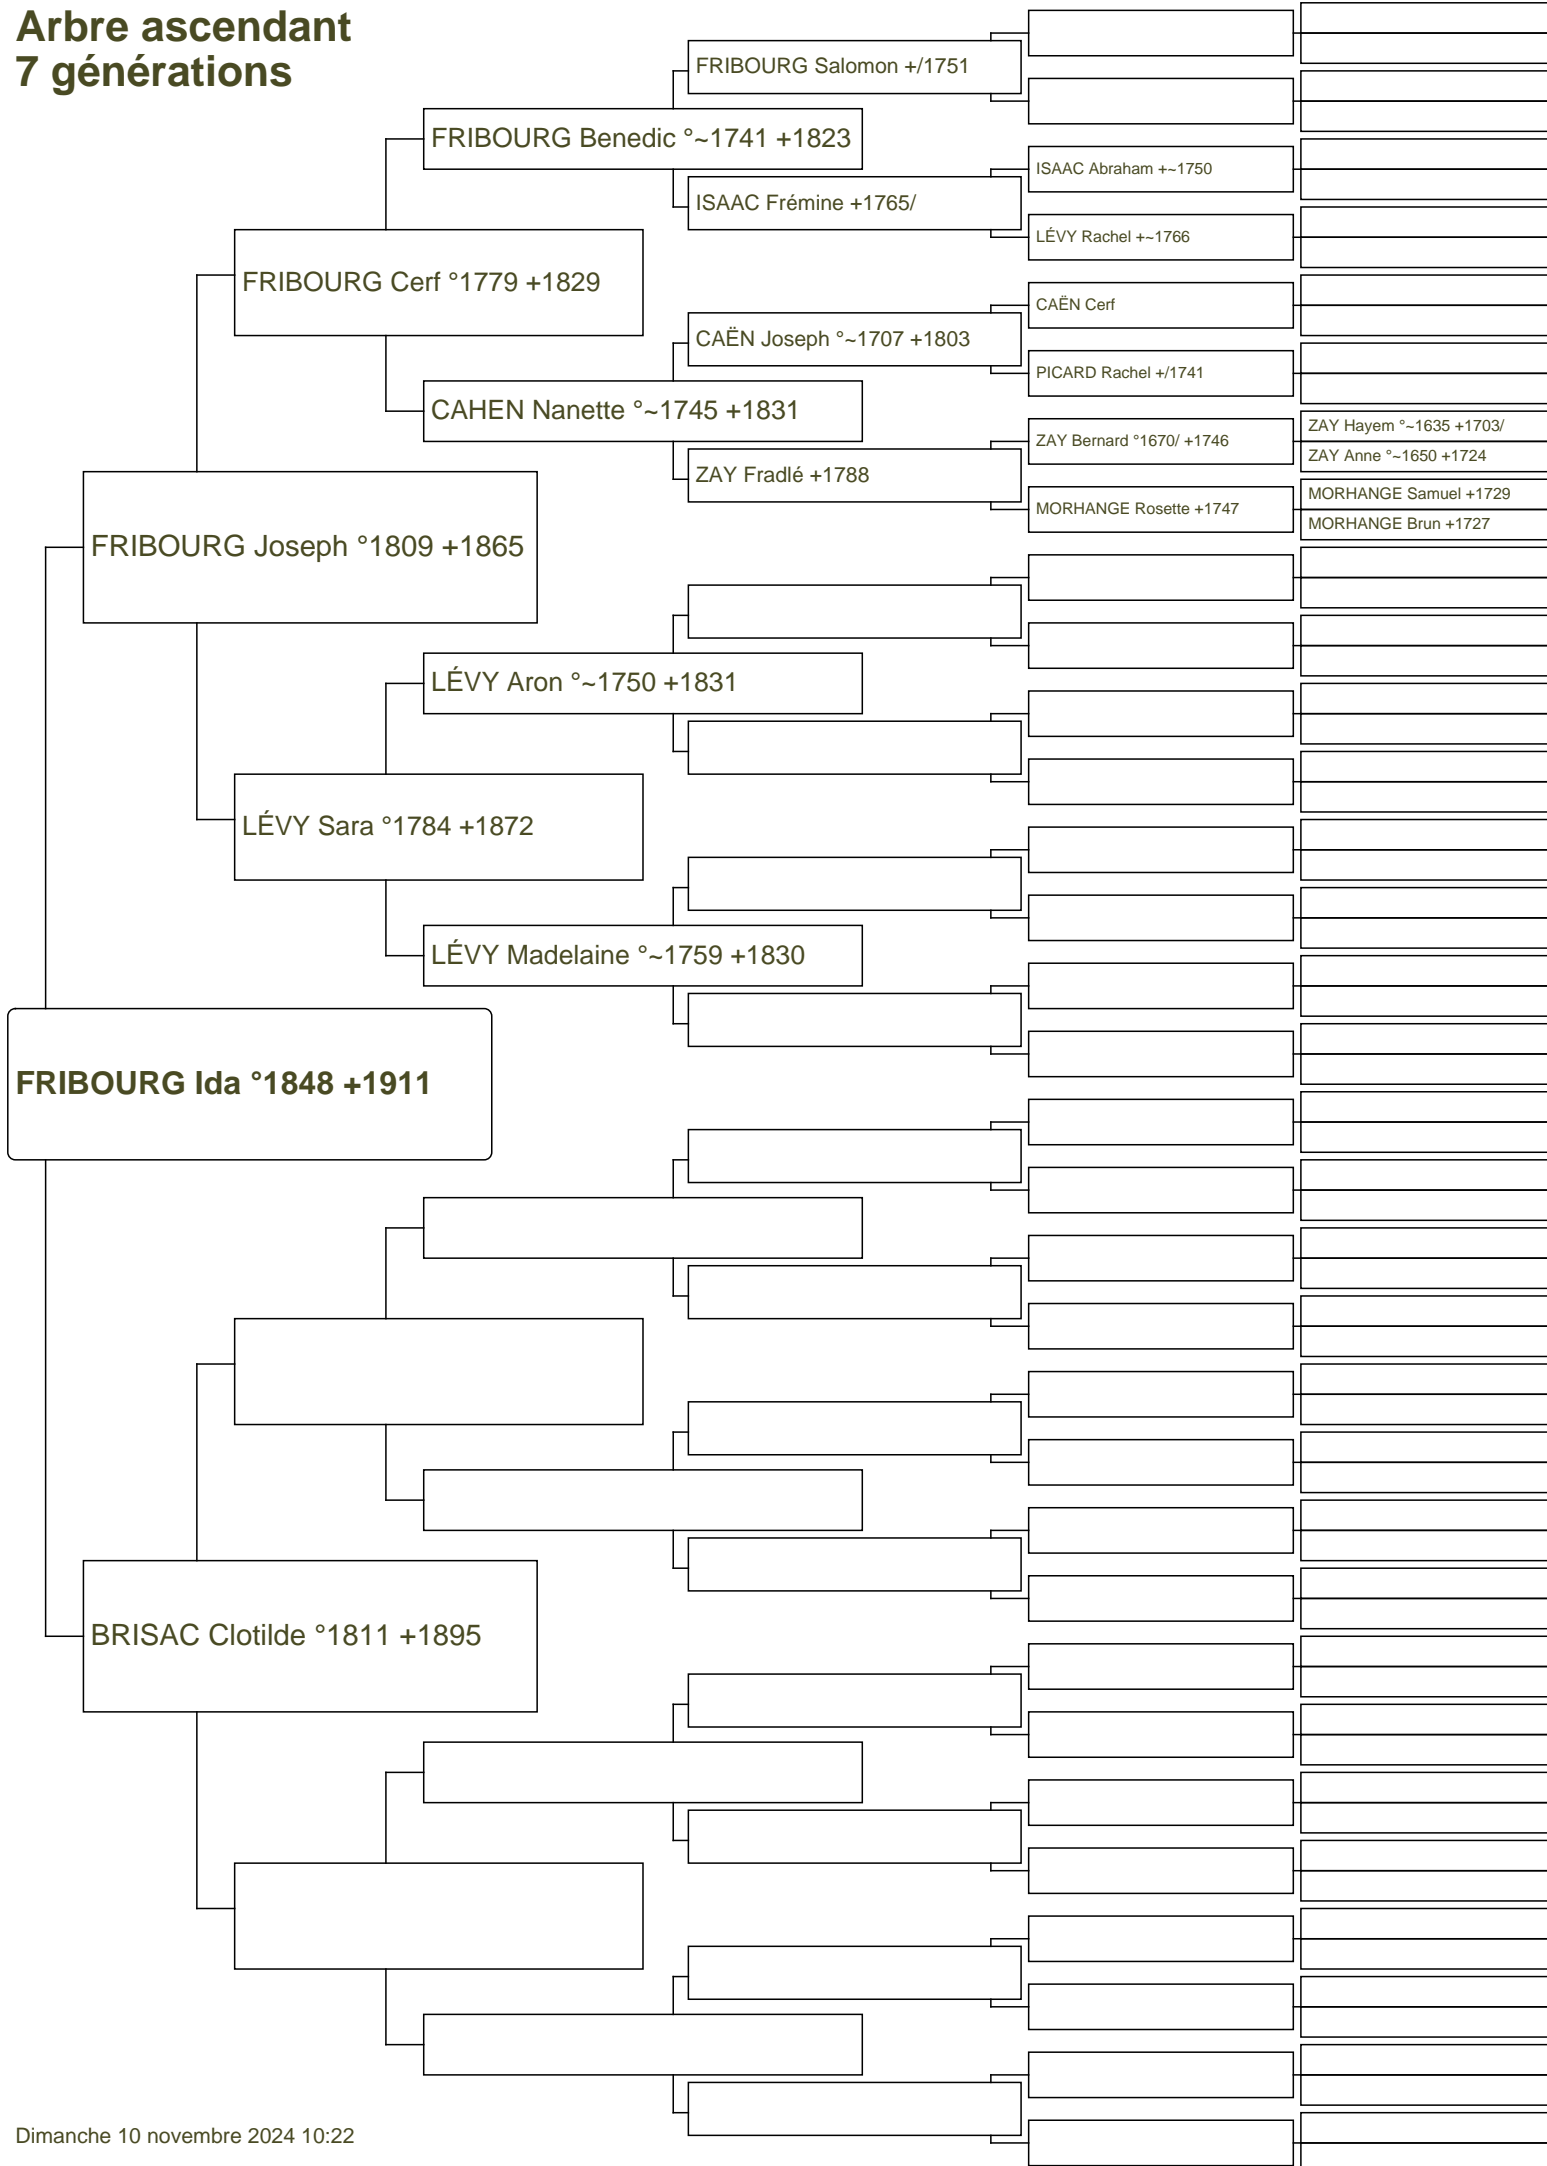 Arbre ascendant
7 générations
FRIBOURG Salomon +/1751
FRIBOURG Benedic °~1741 +1823
ISAAC Abraham +~1750
ISAAC Frémine +1765/
LÉVY Rachel +~1766
FRIBOURG Cerf °1779 +1829
CAËN Cerf
CAËN Joseph °~1707 +1803
PICARD Rachel +/1741
CAHEN Nanette °~1745 +1831
ZAY Hayem °~1635 +1703/
ZAY Bernard °1670/ +1746
ZAY Anne °~1650 +1724
ZAY Fradlé +1788
MORHANGE Samuel +1729
MORHANGE Rosette +1747
MORHANGE Brun +1727
FRIBOURG Joseph °1809 +1865
LÉVY Aron °~1750 +1831
LÉVY Sara °1784 +1872
LÉVY Madelaine °~1759 +1830
FRIBOURG Ida °1848 +1911
BRISAC Clotilde °1811 +1895
Dimanche 10 novembre 2024 10:22